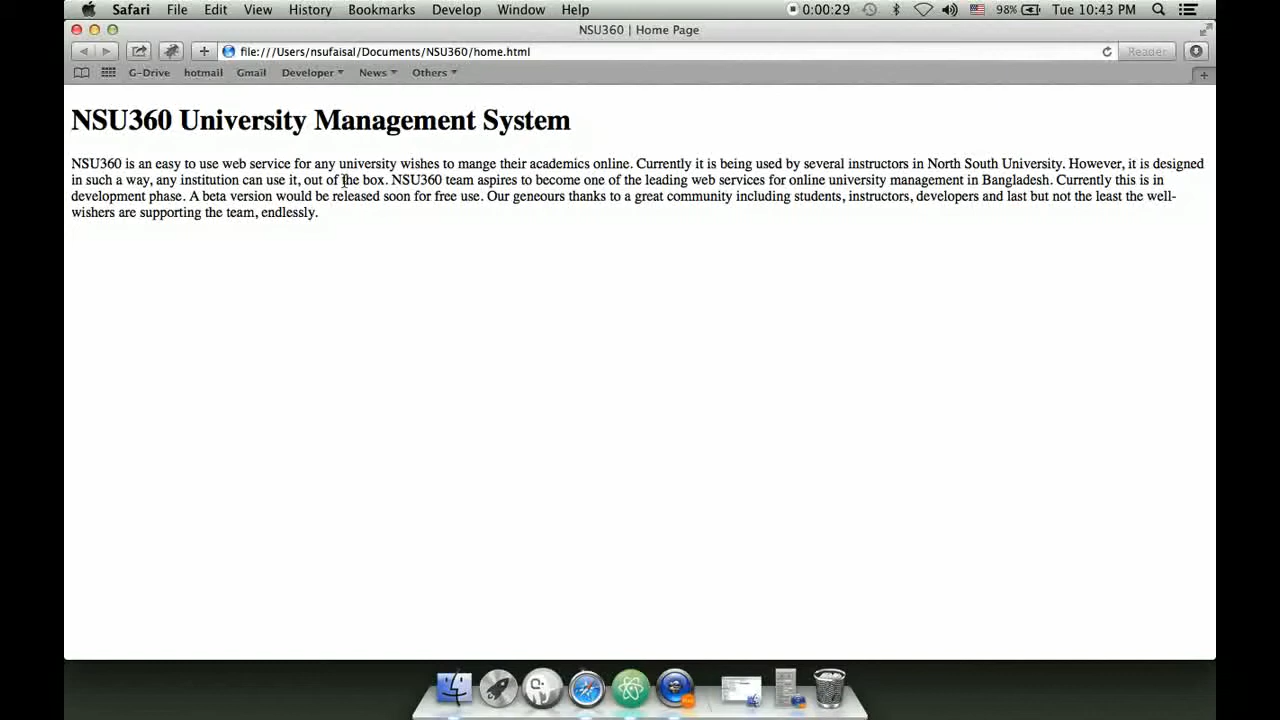 Safari File Edit View History Bookmarks Develop Window Help 0:00:29 98% Tue 10:43 PM
NSU360 | Home Page
file:///Users/nsufaisal/Documents/NSU360/home.html Reader
G-Drive hotmail Gmail Developer News Others
NSU360 University Management System
NSU360 is an easy to use web service for any university wishes to mange their academics online. Currently it is being used by several instructors in North South University. However, it is designed
in such a way, any institution can use it, out of the box. NSU360 team aspires to become one of the leading web services for online university management in Bangladesh. Currently this is in
development phase. A beta version would be released soon for free use. Our geneours thanks to a great community including students, instructors, developers and last but not the least the well-
wishers are supporting the team, endlessly.